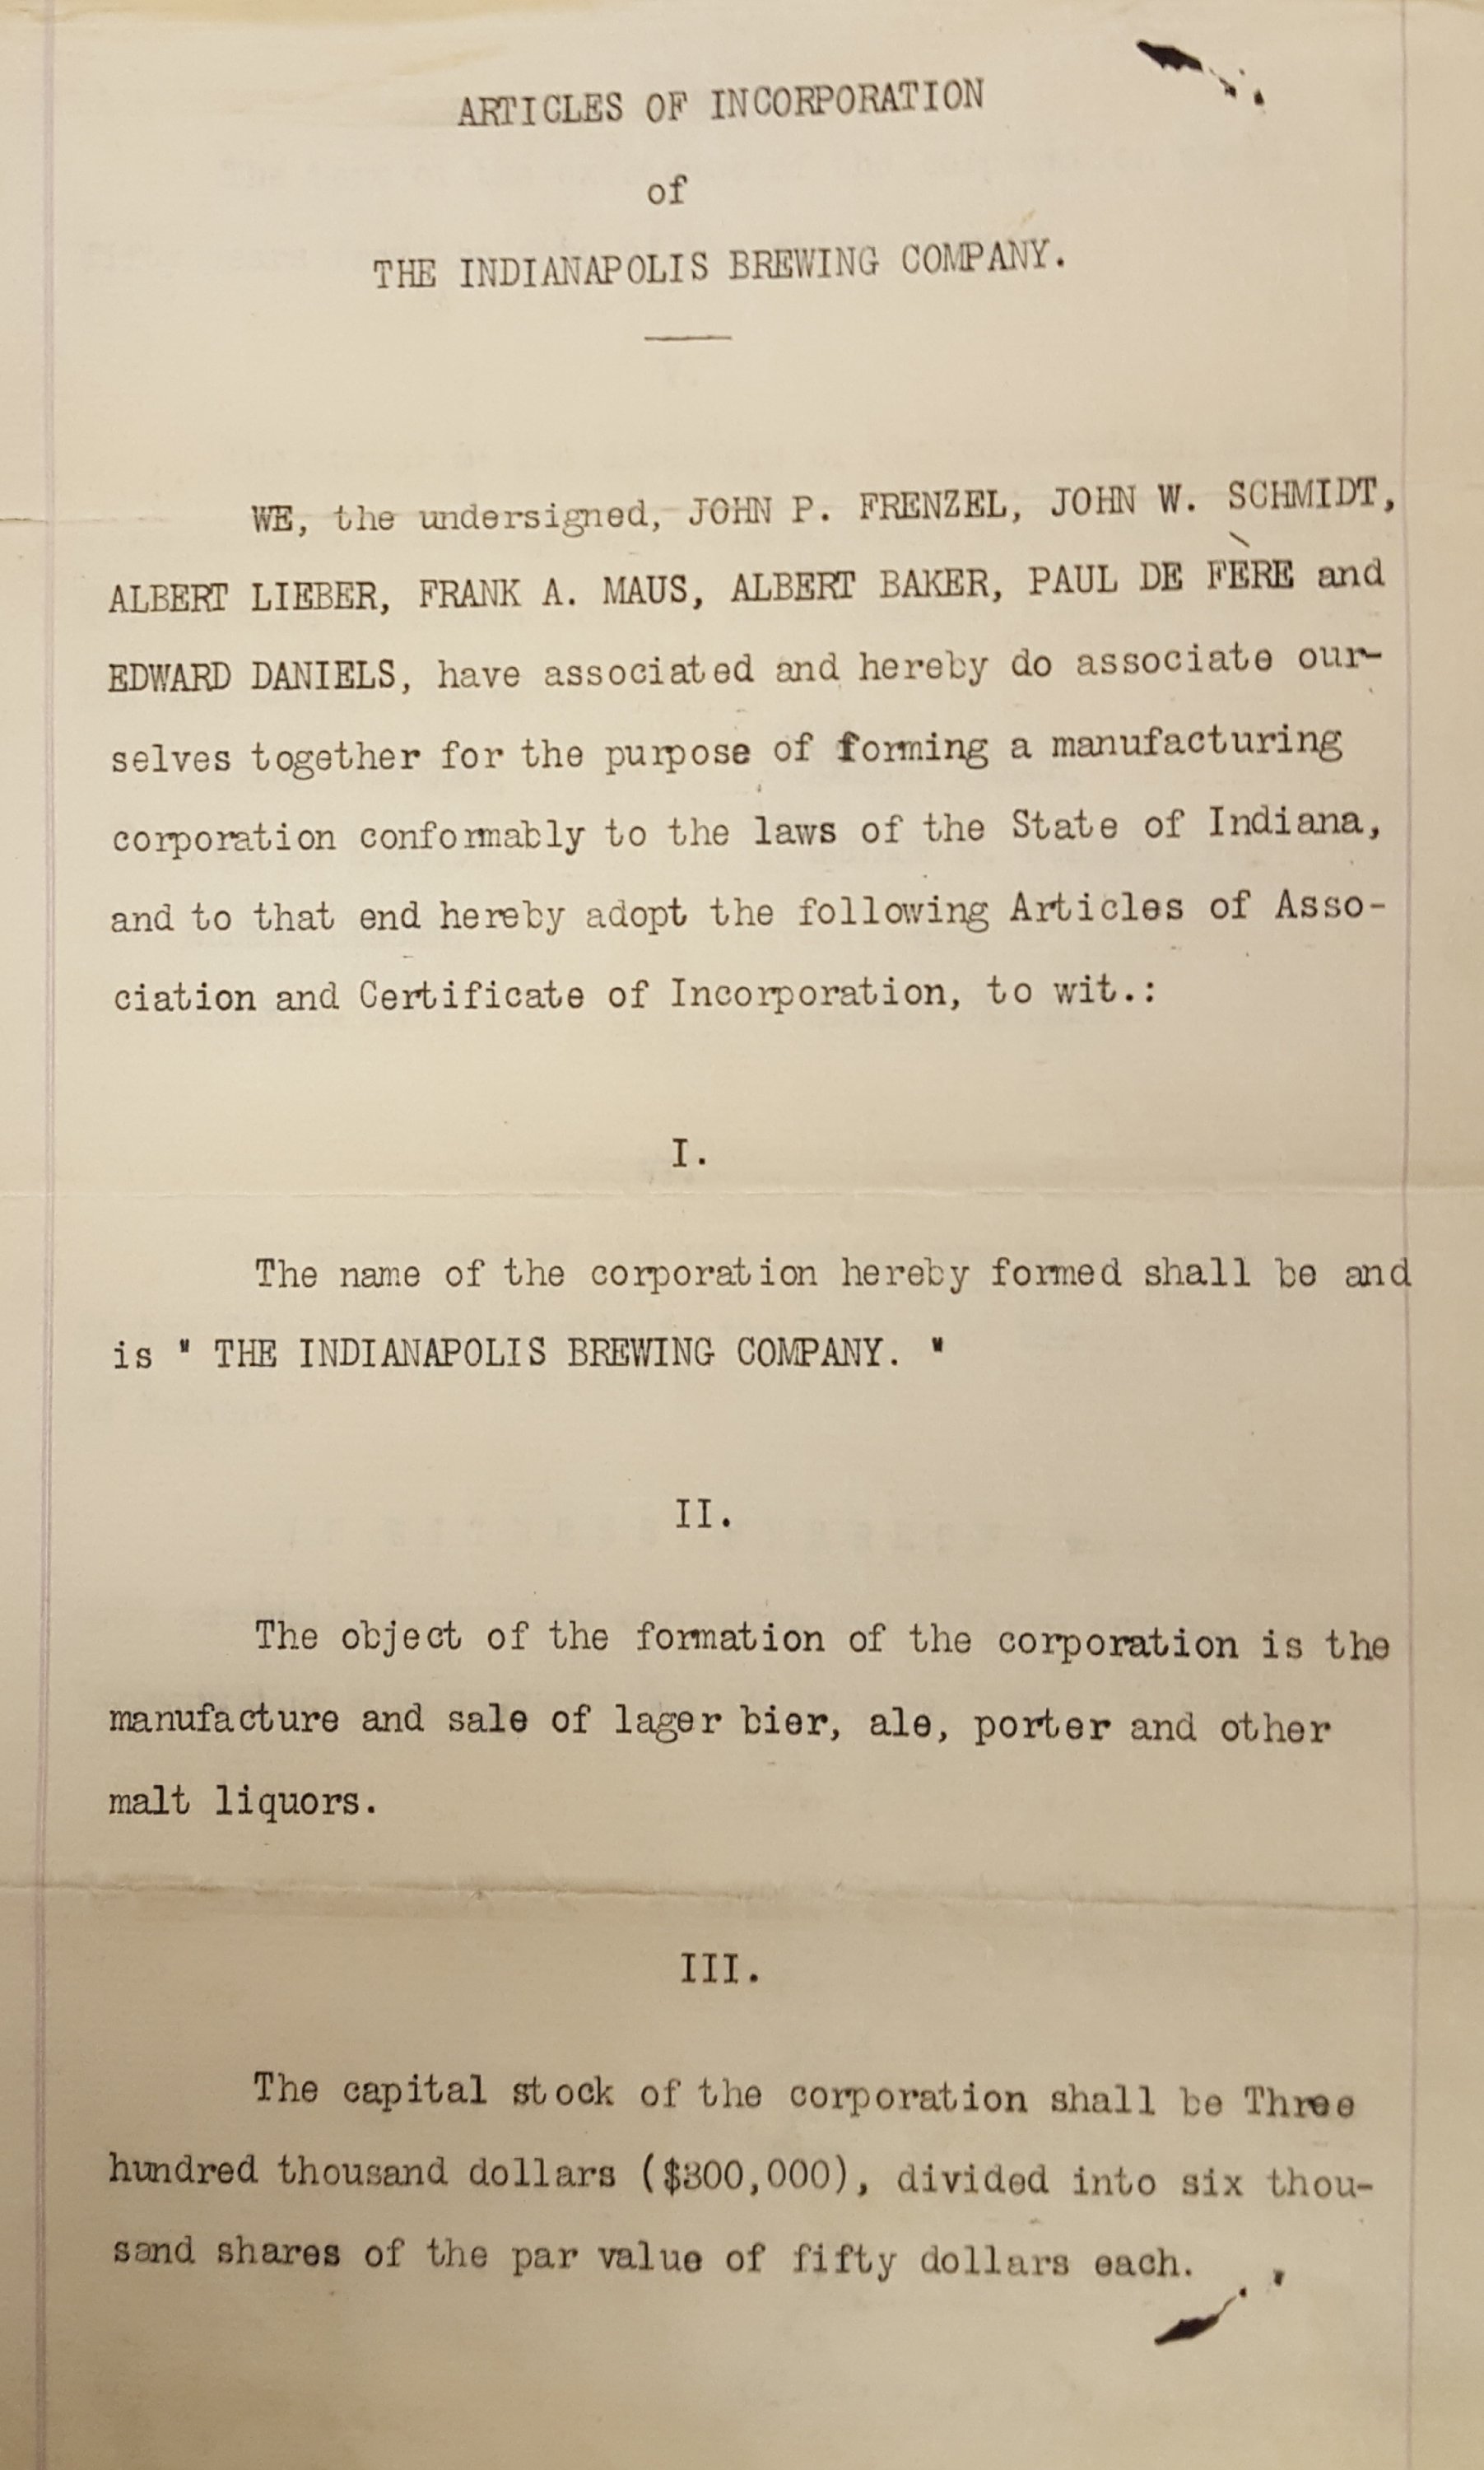 ARTICLES OF INCORPORATION
of
THE INDIANAPOLIS BREWING COMPANY.
WE, the undersigned, JOHN P. FRENZEL, JOHN W. SCHMIDT,
ALBERT LIEBER, FRANK A. MAUS, ALBERT BAKER, PAUL DE FÈRE and
EDWARD DANIELS, have associated and hereby do associate our-
selves together for the purpose of forming a manufacturing
corporation conformably to the laws of the State of Indiana,
and to that end hereby adopt the following Articles of Asso-
ciation and Certificate of Incorporation, to wit.:
I.
The name of the corporation hereby formed shall be and
is " THE INDIANAPOLIS BREWING COMPANY. "
II.
The object of the formation of the corporation is the
manufacture and sale of lager bier, ale, porter and other
malt liquors.
III.
The capital stock of the corporation shall be Three
hundred thousand dollars ($300,000), divided into six thou-
sand shares of the par value of fifty dollars each.